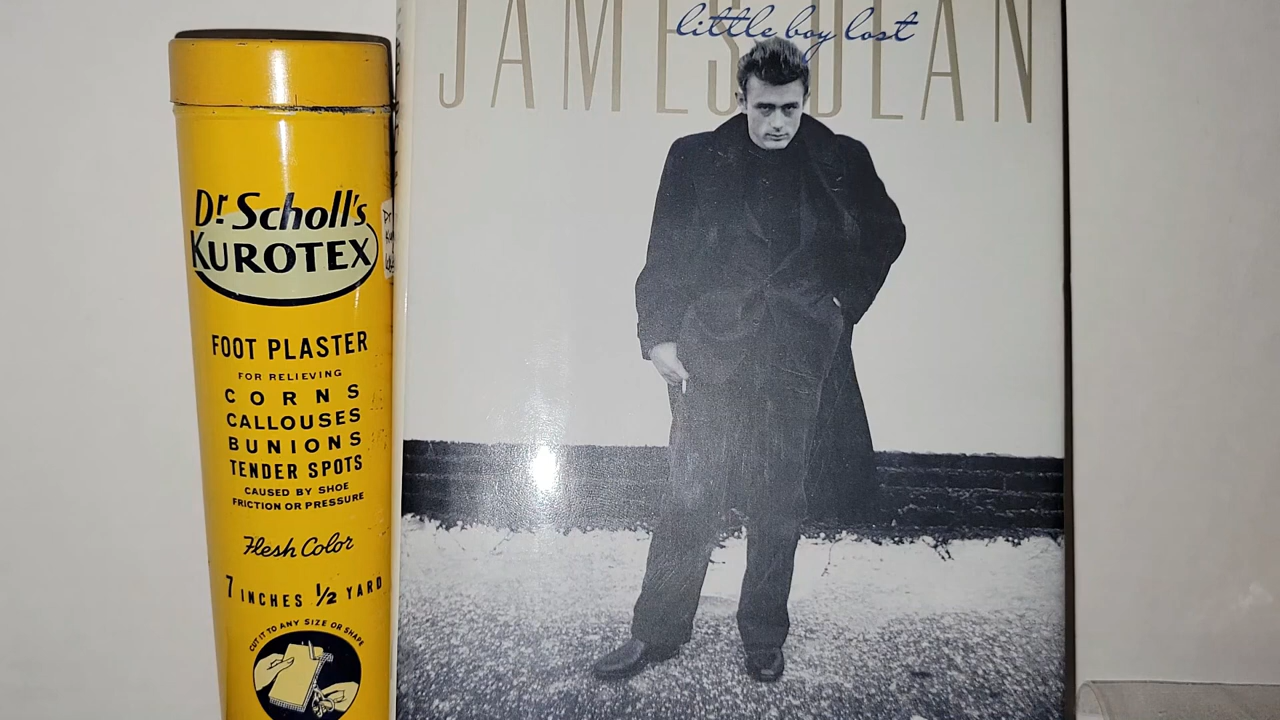 Dr. Scholl's
KUROTEX
FOOT PLASTER
FOR RELIEVING
CORNS
CALLOUSES
BUNIONS
TENDER SPOTS
CAUSED BY SHOE
FRICTION OR PRESSURE
Flesh Color
7 INCHES 1/2 YARD
CUT IT TO ANY SIZE OR SHAPE
JAMES DEAN
little boy lost